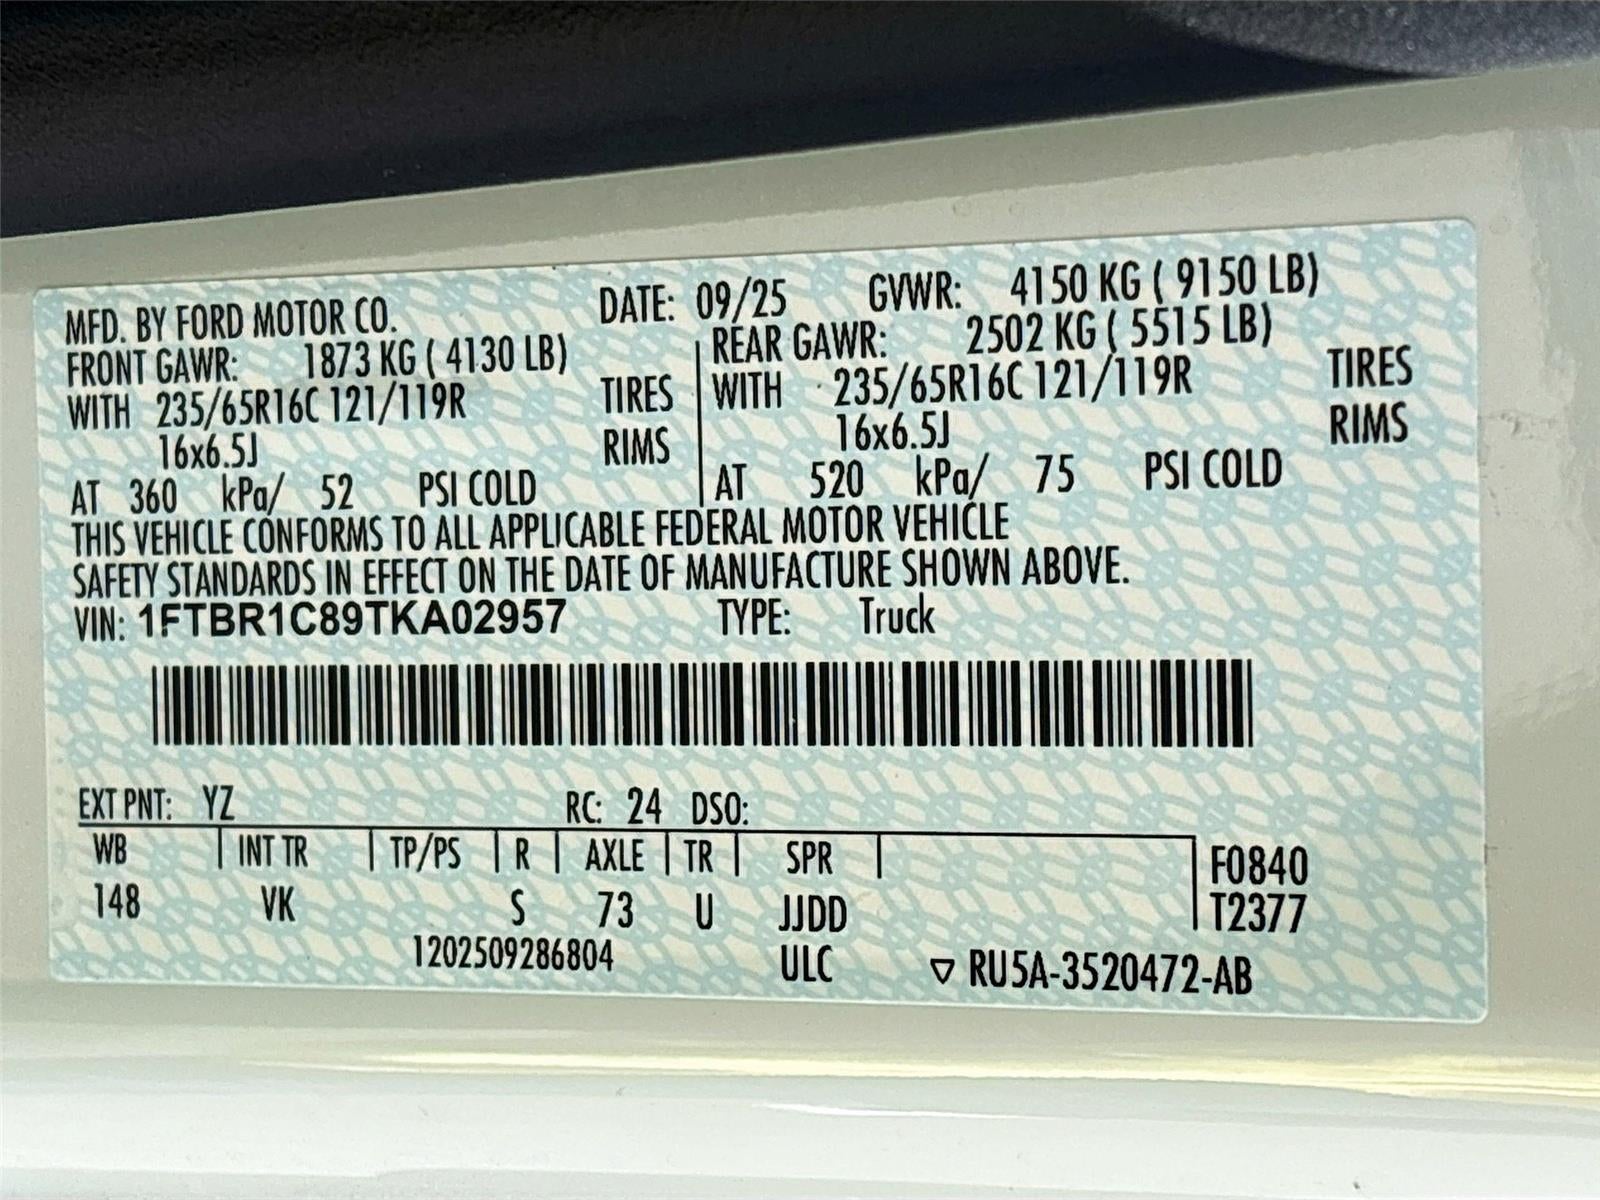 MFD. BY FORD MOTOR CO. DATE: 09/25 GVWR: 4150 KG ( 9150 LB)
FRONT GAWR: 1873 KG ( 4130 LB) REAR GAWR: 2502 KG ( 5515 LB)
WITH 235/65R16C 121/119R TIRES WITH 235/65R16C 121/119R TIRES
16x6.5J RIMS 16x6.5J RIMS
AT 360 kPa/ 52 PSI COLD AT 520 kPa/ 75 PSI COLD
THIS VEHICLE CONFORMS TO ALL APPLICABLE FEDERAL MOTOR VEHICLE
SAFETY STANDARDS IN EFFECT ON THE DATE OF MANUFACTURE SHOWN ABOVE.
VIN: 1FTBR1C89TKA02957 TYPE: Truck
EXT PNT: YZ RC: 24 DSO:
WB INT TR TP/PS R AXLE TR SPR F0840
148 VK S 73 U JJDD T2377
1202509286804 ULC ▽ RU5A-3520472-AB